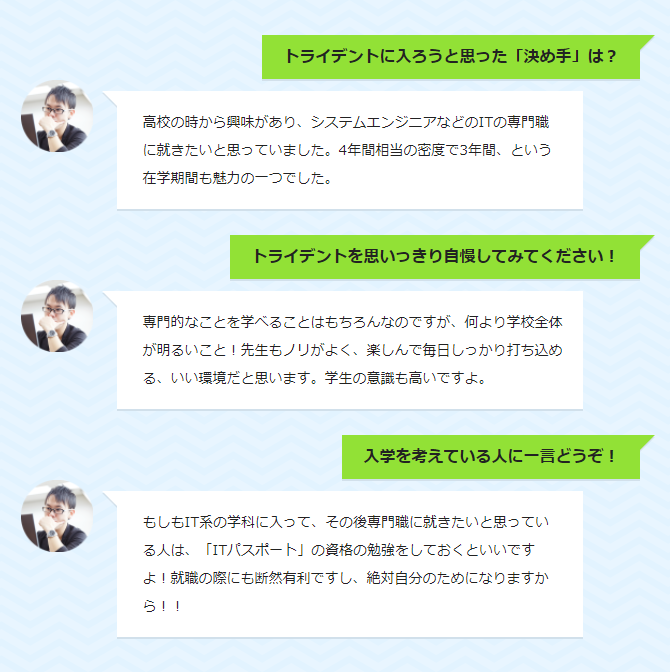 トライデントに入ろうと思った「決め手」は？
高校の時から興味があり、システムエンジニアなどのITの専門職
に就きたいと思っていました。4年間相当の密度で3年間、という
在学期間も魅力の一つでした。
トライデントを思いっきり自慢してみてください！
専門的なことを学べることはもちろんなのですが、何より学校全体
が明るいこと！先生もノリがよく、楽しんで毎日しっかり打ち込め
る、いい環境だと思います。学生の意識も高いですよ。
入学を考えている人に一言どうぞ！
もしもIT系の学科に入って、その後専門職に就きたいと思ってい
る人は、「ITパスポート」の資格の勉強をしておくといいです
よ！就職の際にも断然有利ですし、絶対自分のためになりますか
ら！！